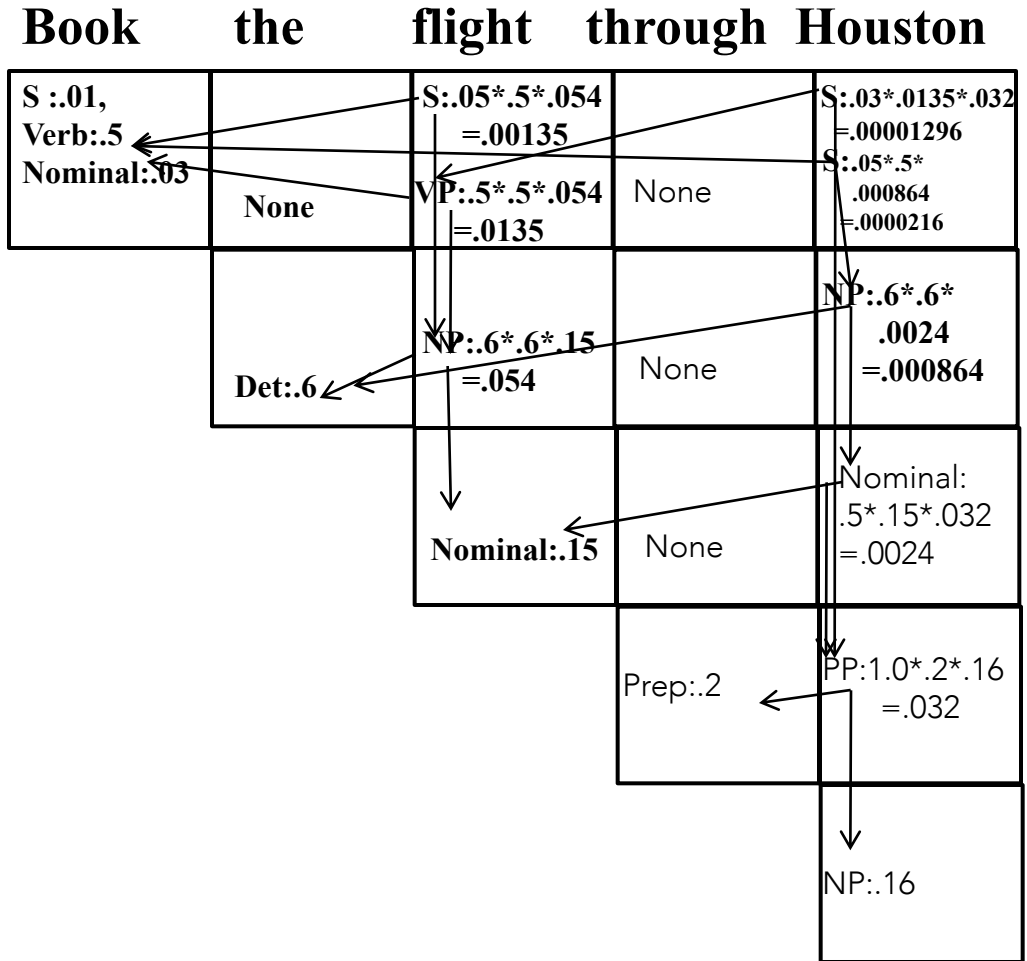 Book the flight through Houston
S :.01,
Verb:.5
Nominal:.03
None
S:.05*.5*.054
=.00135
VP:.5*.5*.054
=.0135
None
S:.03*.0135*.032
=.00001296
S:.05*.5*
.000864
=.0000216
Det:.6
NP:.6*.6*.15
=.054
None
NP:.6*.6*
.0024
=.000864
Nominal:.15
None
Nominal:
.5*.15*.032
=.0024
Prep:.2
PP:1.0*.2*.16
=.032
NP:.16